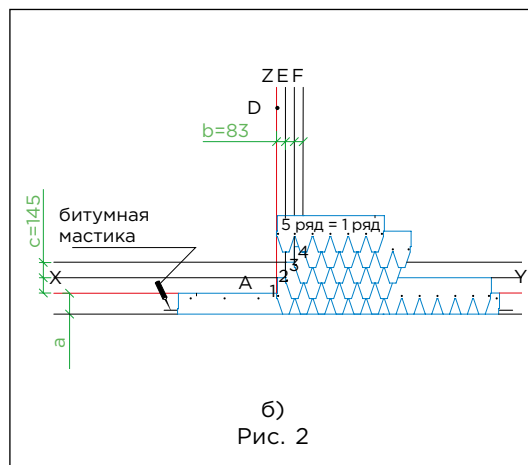 Z E F
D
b=83
c=145
битумная
мастика
5 ряд = 1 ряд
4
3
X
2
Y
A
1
a
б)
Рис. 2